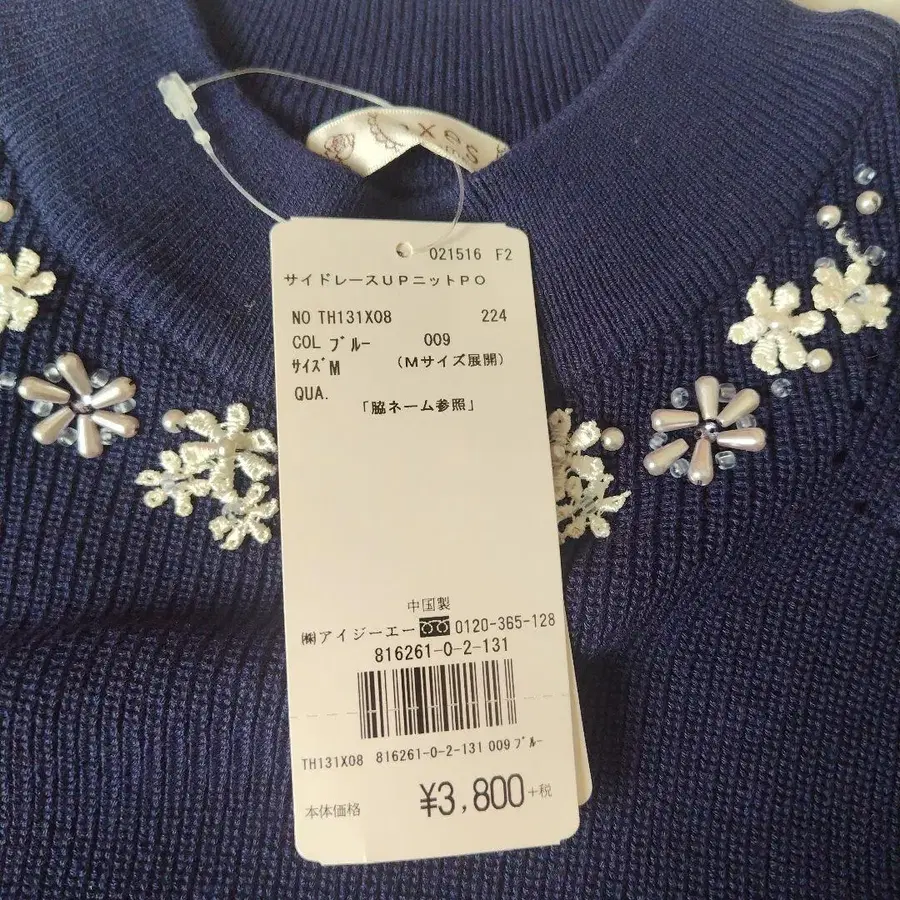 xes
021516 F2
サイドレースUPニットPO
NO TH131X08 224
COL ブルー 009
サイズM (Mサイズ展開)
QUA.
「脇ネーム参照」
中国製
㈱アイジーエー 0120-365-128
816261-0-2-131
TH131X08 816261-0-2-131 009 ブルー
本体価格 ¥3,800+税